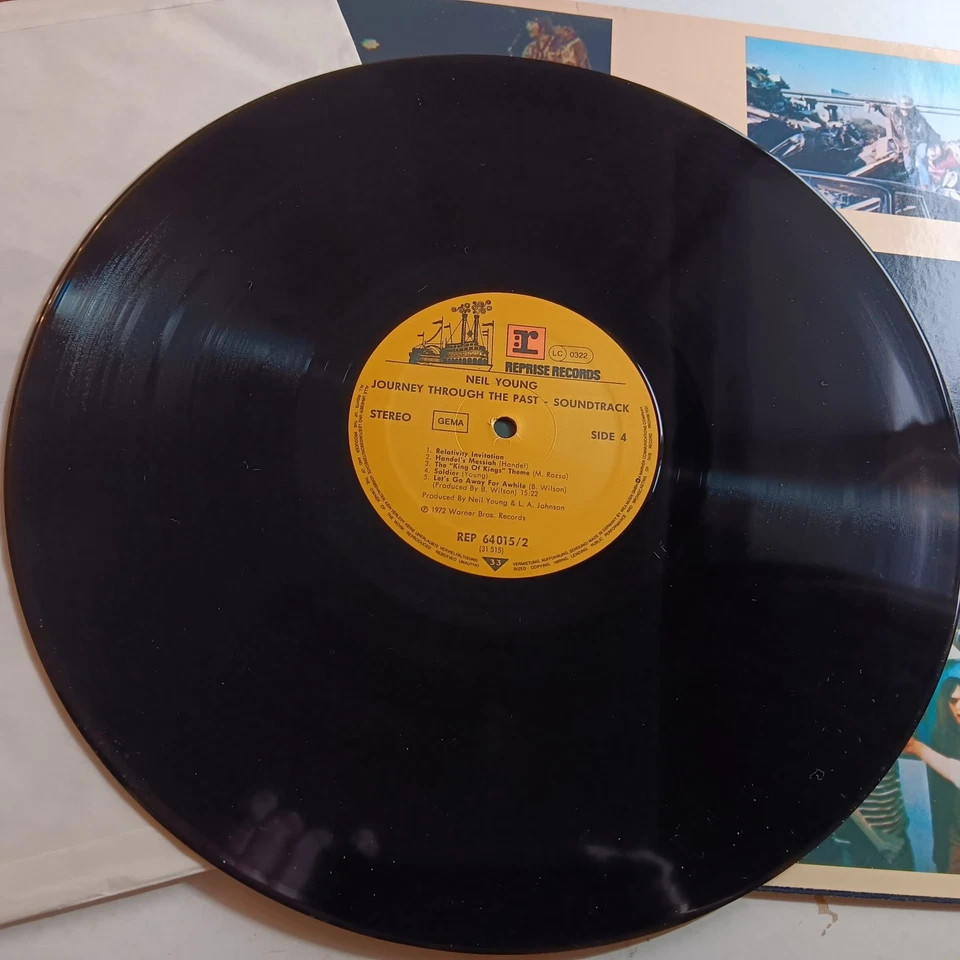 r
LC 0322
REPRISE RECORDS
NEIL YOUNG
JOURNEY THROUGH THE PAST - SOUNDTRACK
STEREO
GEMA
SIDE 4
1. Relativity Invitation
2. Handel's Messiah (Handel)
3. The "King Of Kings" Theme (M. Rozsa)
4. Soldier (Young)
5. Let's Go Away For Awhile (B. Wilson)
(Produced By B. Wilson) 15:22
Produced By Neil Young & L. A. Johnson
℗ 1972 Warner Bros. Records
REP 64015/2
(31 515)
33